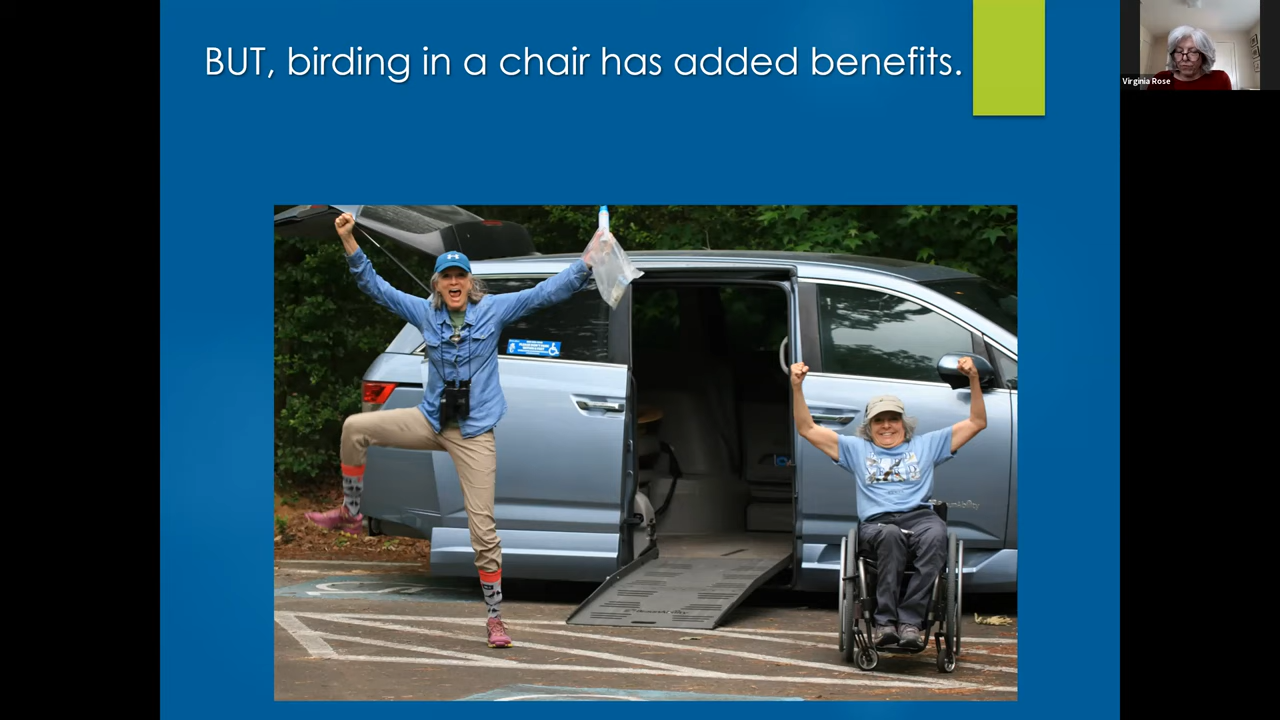 BUT, birding in a chair has added benefits.
Virginia Rose